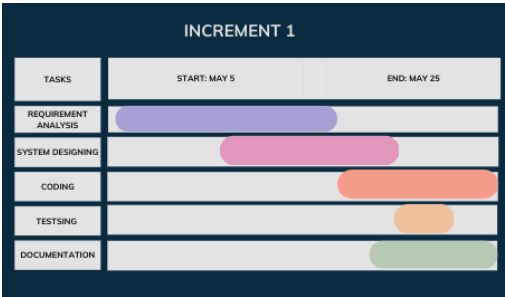 INCREMENT 1
TASKS
START: MAY 5
END: MAY 25
REQUIREMENT
ANALYSIS
SYSTEM DESIGNING
CODING
TESTSING
DOCUMENTATION